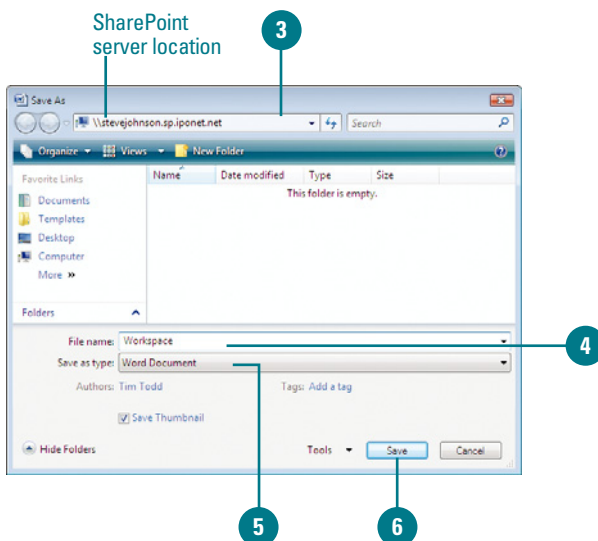 SharePoint
server location
3
Save As
\\stevejohnson.sp.iponet.net
Search
Organize Views New Folder
Favorite Links
Documents
Templates
Desktop
Computer
More »
Folders
Name Date modified Type Size
This folder is empty.
File name: Workspace
4
Save as type: Word Document
Authors: Tim Todd Tags: Add a tag
Save Thumbnail
Hide Folders Tools Save Cancel
5 6